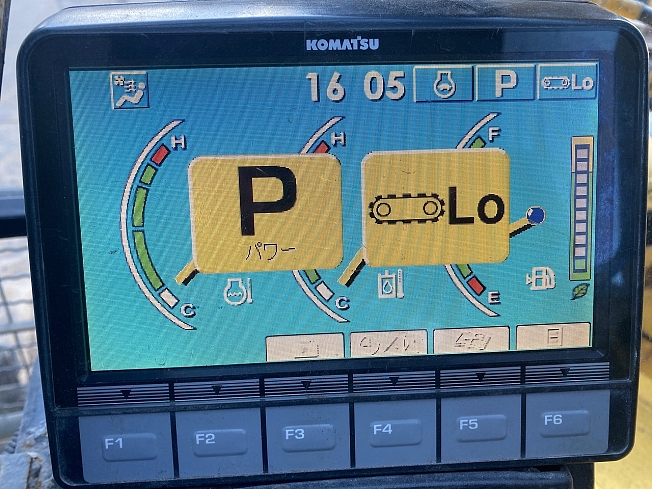 KOMATSU
16 05 P Lo
H H F
P Lo
パワー
C C E
F1 F2 F3 F4 F5 F6